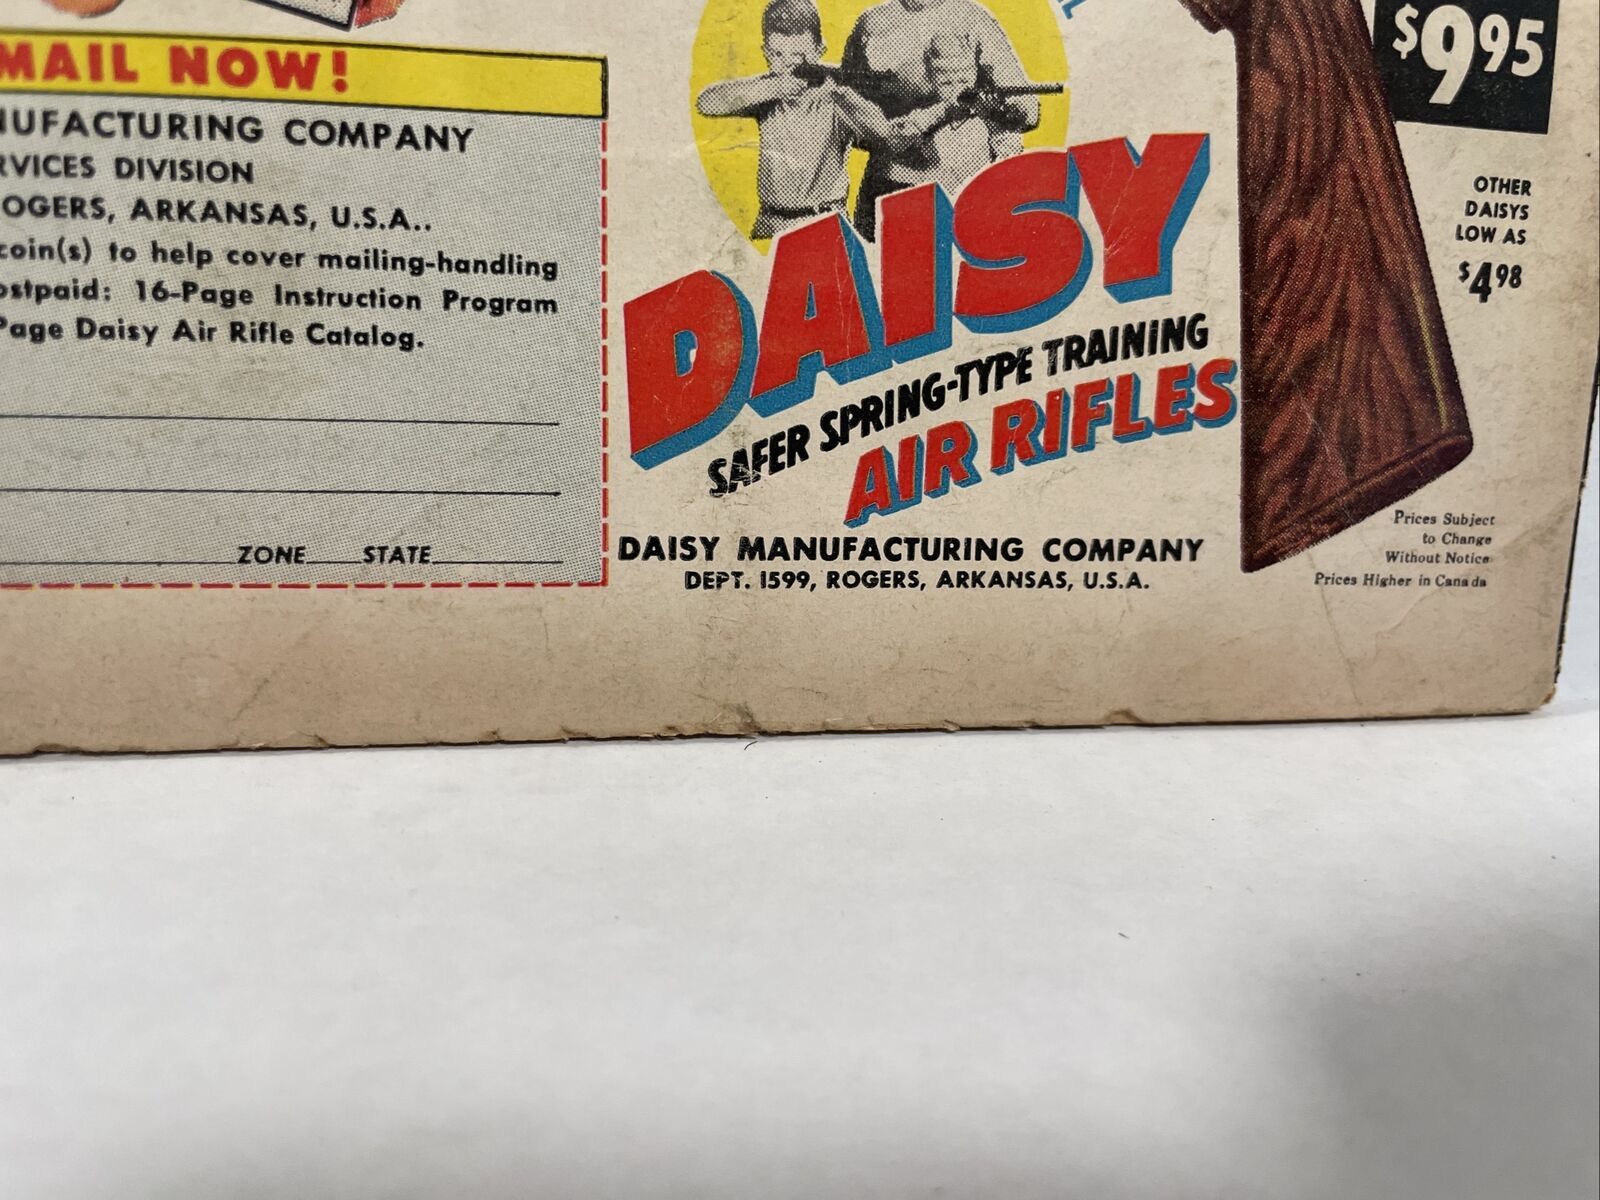 MAIL NOW!
NUFACTURING COMPANY
RVICES DIVISION
OGERS, ARKANSAS, U.S.A..
coin(s) to help cover mailing-handling
ostpaid: 16-Page Instruction Program
Page Daisy Air Rifle Catalog.
ZONE STATE
$9.95
OTHER
DAISYS
LOW AS
$4.98
DAISY
SAFER SPRING-TYPE TRAINING
AIR RIFLES
DAISY MANUFACTURING COMPANY
DEPT. 1599, ROGERS, ARKANSAS, U.S.A.
Prices Subject
to Change
Without Notice
Prices Higher in Canada